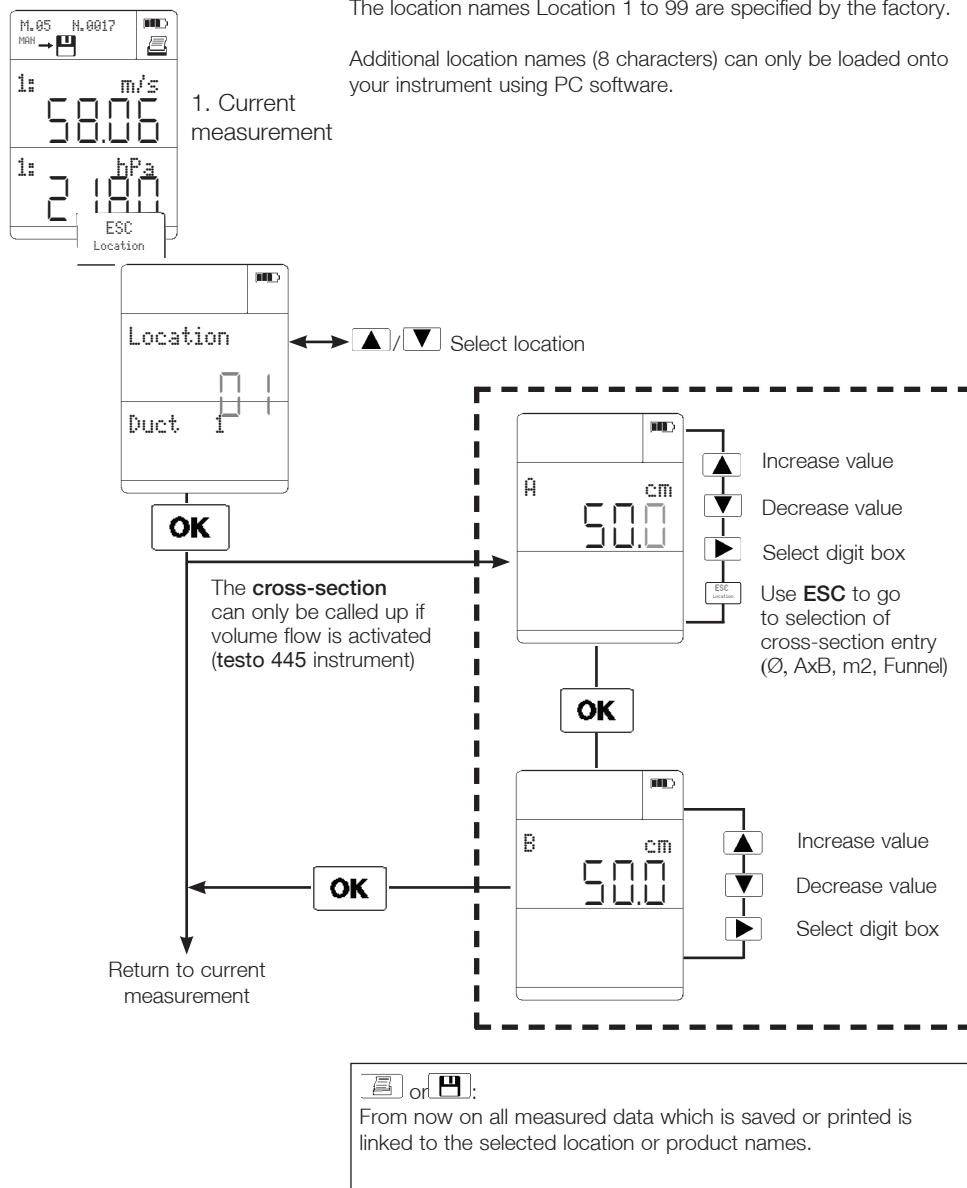 The location names Location 1 to 99 are specified by the factory.
Additional location names (8 characters) can only be loaded onto
your instrument using PC software.
M.05 N.0017
MAN
1: m/s
58.06
1: hPa
2180
ESC
Location
1. Current
measurement
Location
01
Duct 1
/ Select location
OK
The cross-section
can only be called up if
volume flow is activated
(testo 445 instrument)
A cm
50.0
Increase value
Decrease value
Select digit box
ESC
Location
Use ESC to go
to selection of
cross-section entry
(Ø, AxB, m2, Funnel)
OK
B cm
50.0
Increase value
Decrease value
Select digit box
OK
Return to current
measurement
or :
From now on all measured data which is saved or printed is
linked to the selected location or product names.